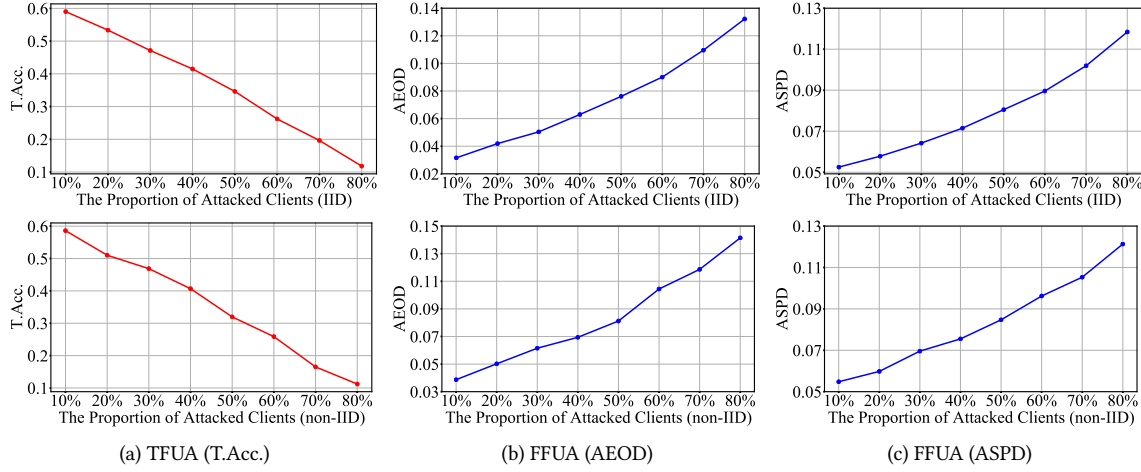 0.6
0.5
0.4
0.3
0.2
0.1
T.Acc.
10% 20% 30% 40% 50% 60% 70% 80%
The Proportion of Attacked Clients (IID)
0.14
0.12
0.10
0.08
0.06
0.04
0.02
AEOD
10% 20% 30% 40% 50% 60% 70% 80%
The Proportion of Attacked Clients (IID)
0.13
0.11
0.09
0.07
0.05
ASPD
10% 20% 30% 40% 50% 60% 70% 80%
The Proportion of Attacked Clients (IID)
0.6
0.5
0.4
0.3
0.2
0.1
T.Acc.
10% 20% 30% 40% 50% 60% 70% 80%
The Proportion of Attacked Clients (non-IID)
0.15
0.13
0.11
0.09
0.07
0.05
0.03
AEOD
10% 20% 30% 40% 50% 60% 70% 80%
The Proportion of Attacked Clients (non-IID)
0.13
0.11
0.09
0.07
0.05
ASPD
10% 20% 30% 40% 50% 60% 70% 80%
The Proportion of Attacked Clients (non-IID)
(a) TFUA (T.Acc.)
(b) FFUA (AEOD)
(c) FFUA (ASPD)